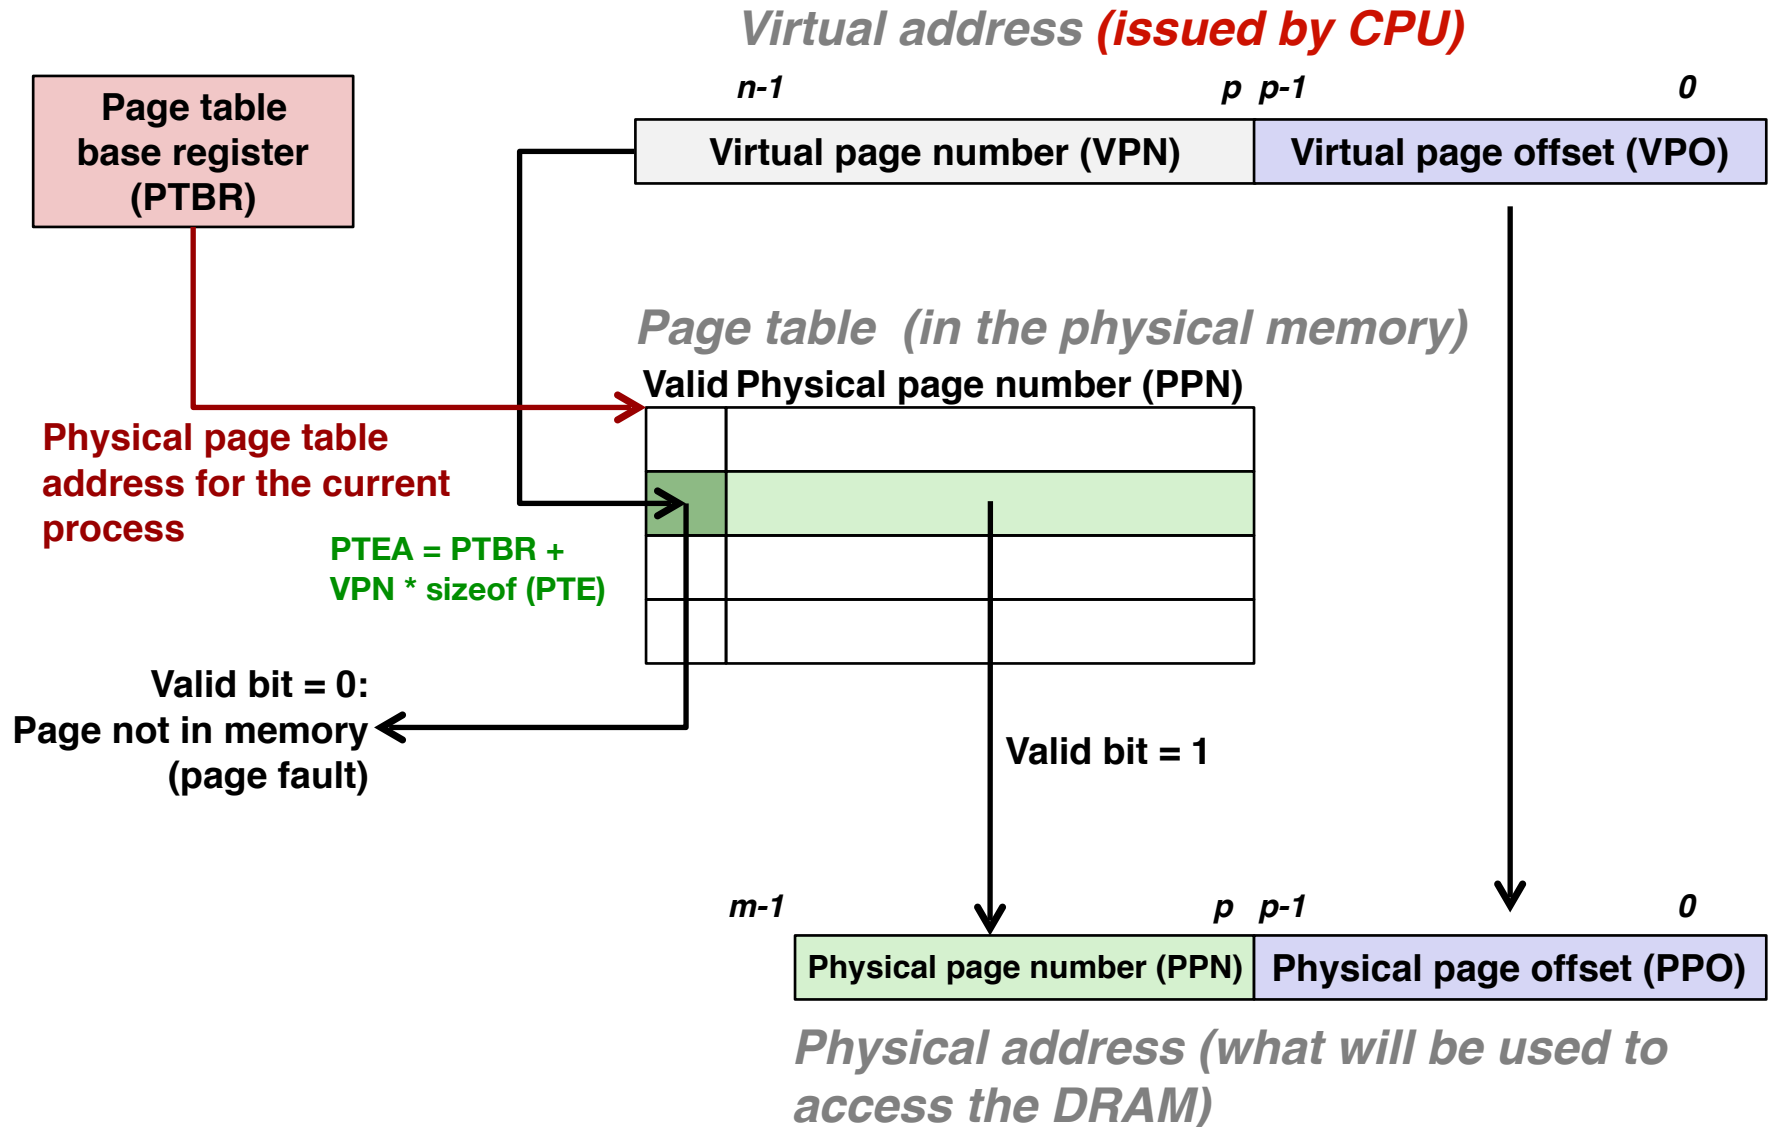 Virtual address (issued by CPU)
n-1 p p-1 0
Page table
base register
(PTBR)
Virtual page number (VPN) Virtual page offset (VPO)
Page table (in the physical memory)
Valid Physical page number (PPN)
Physical page table
address for the current
process
PTEA = PTBR +
VPN * sizeof (PTE)
Valid bit = 0:
Page not in memory
(page fault)
Valid bit = 1
m-1 p p-1 0
Physical page number (PPN) Physical page offset (PPO)
Physical address (what will be used to
access the DRAM)